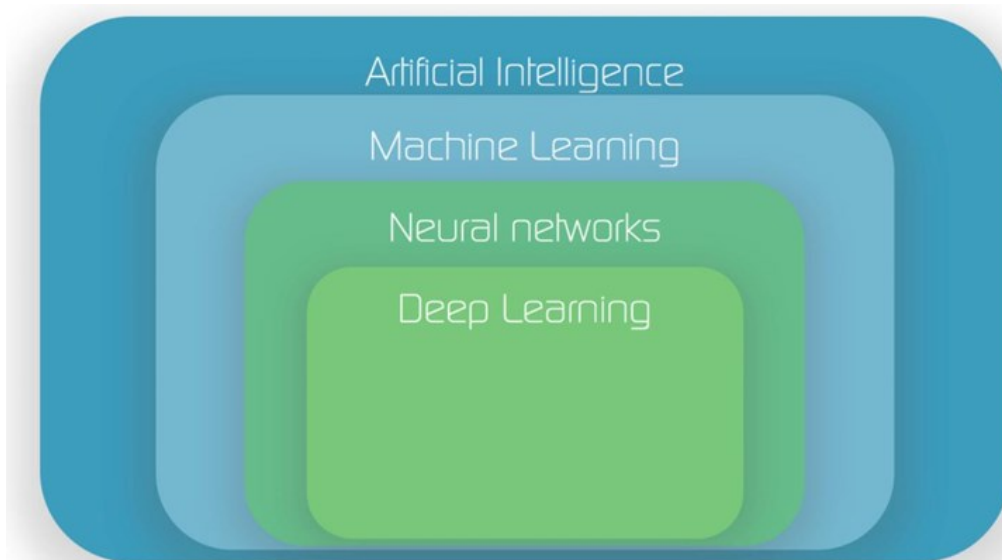 Artificial Intelligence
Machine Learning
Neural networks
Deep Learning